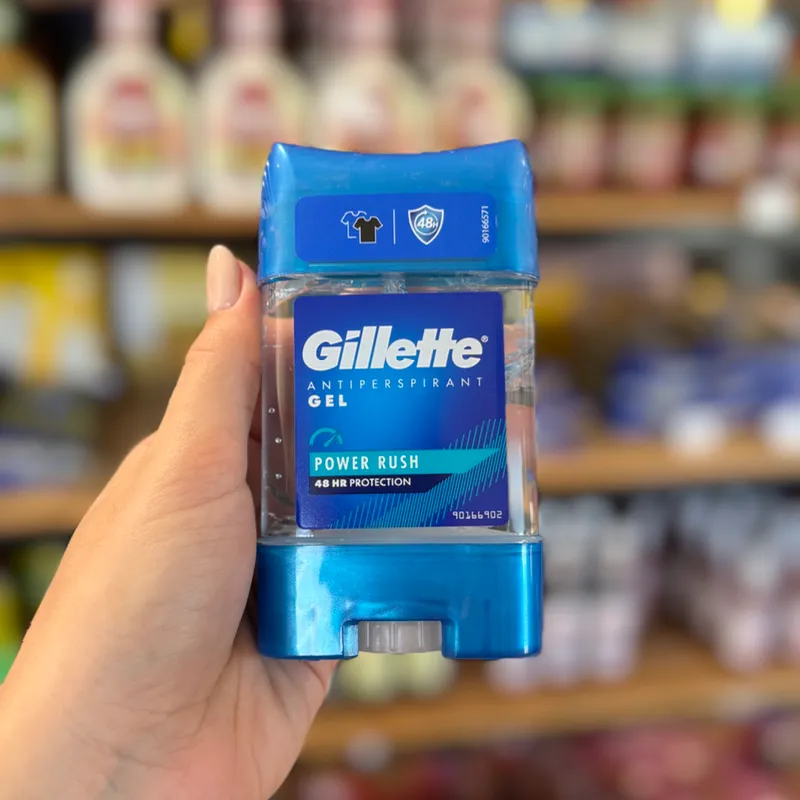 48H
90166571
Gillette®
ANTIPERSPIRANT
GEL
POWER RUSH
48 HR PROTECTION
90166902